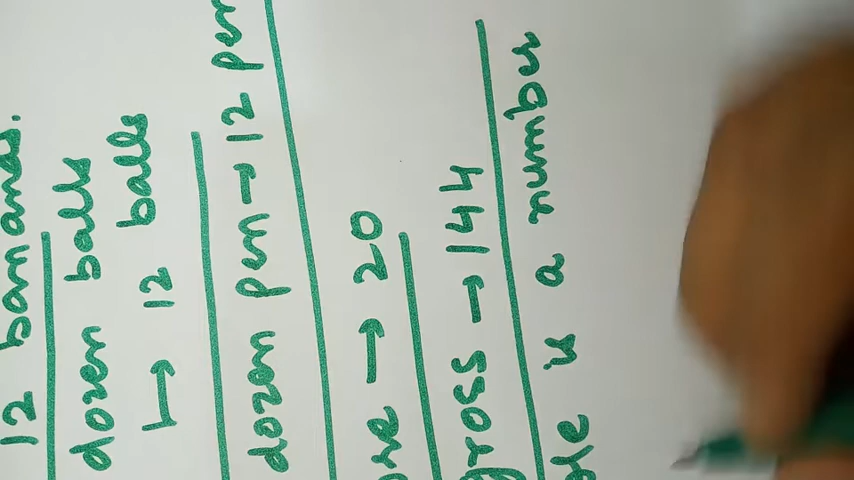 12 bananas.
dozen balls
↦ 12 balls
dozen pen → 12 pen
→ 20
gross → 144
is a number